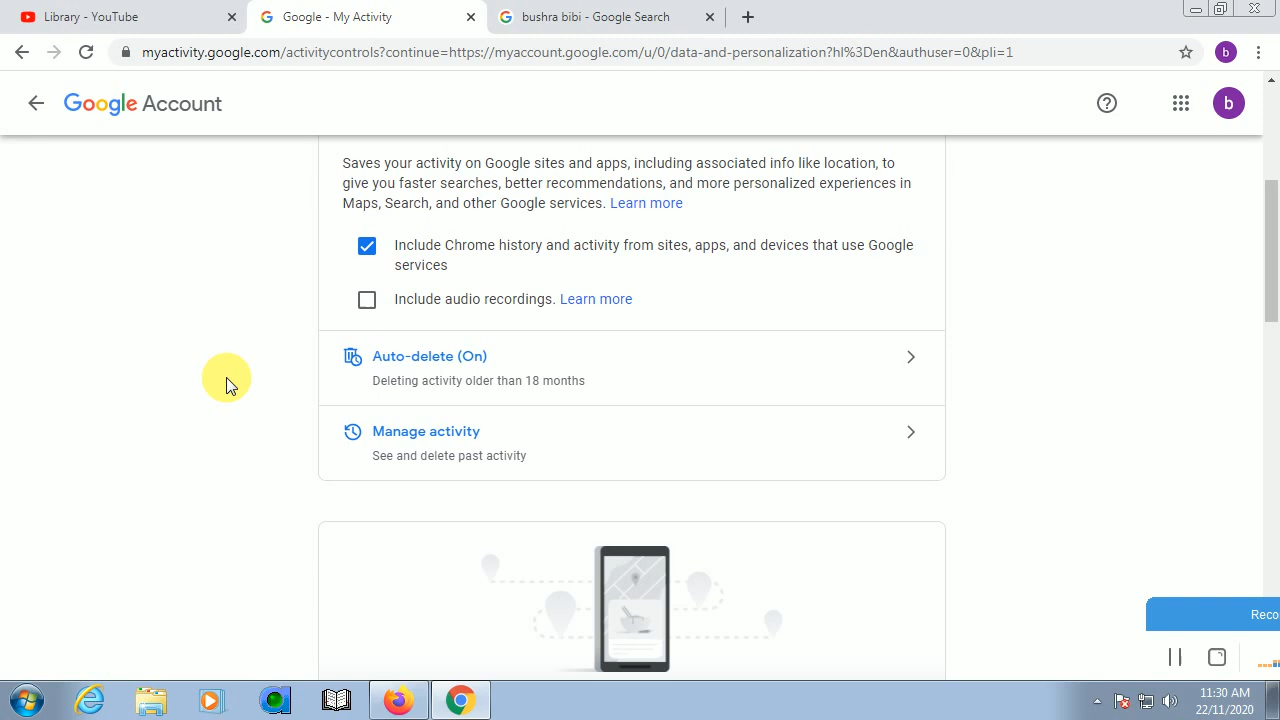 Library - YouTube
Google - My Activity
bushra bibi - Google Search
myactivity.google.com/activitycontrols?continue=https://myaccount.google.com/u/0/data-and-personalization?hl%3Den&authuser=0&pli=1
b
Google Account
b
Saves your activity on Google sites and apps, including associated info like location, to
give you faster searches, better recommendations, and more personalized experiences in
Maps, Search, and other Google services. Learn more
Include Chrome history and activity from sites, apps, and devices that use Google
services
Include audio recordings. Learn more
Auto-delete (On)
Deleting activity older than 18 months
Manage activity
See and delete past activity
Reco
11:30 AM
22/11/2020